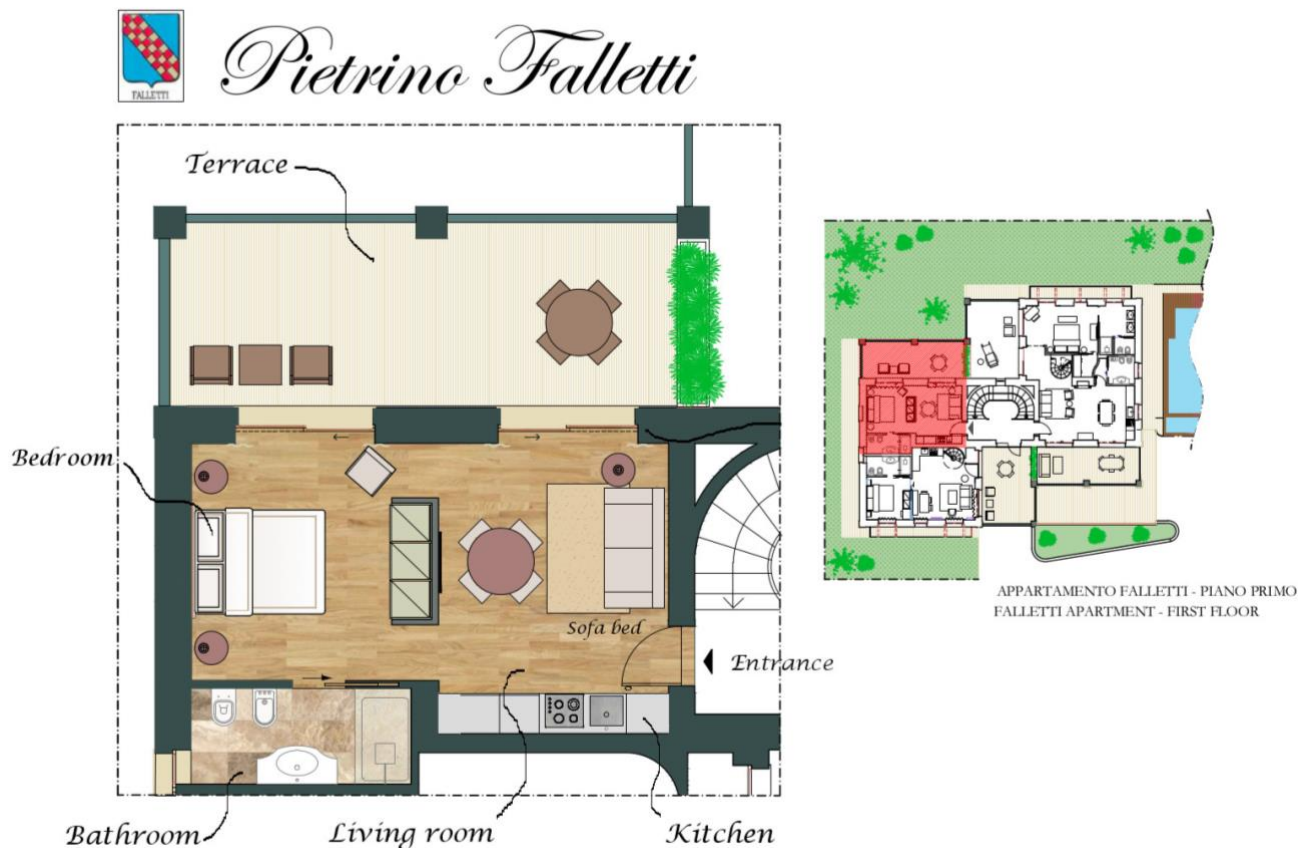 FALLETTI
Pietrino Falletti
Terrace
Bedroom
Sofa bed
Entrance
Bathroom
Living room
Kitchen
APPARTAMENTO FALLETTI - PIANO PRIMO
FALLETTI APARTMENT - FIRST FLOOR